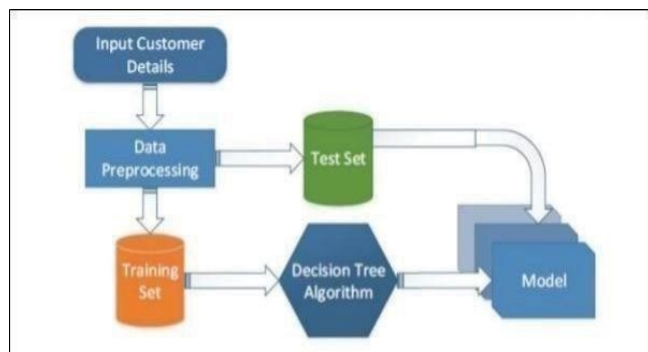 Input Customer
Details
Data
Preprocessing
Test Set
Training
Set
Decision Tree
Algorithm
Model